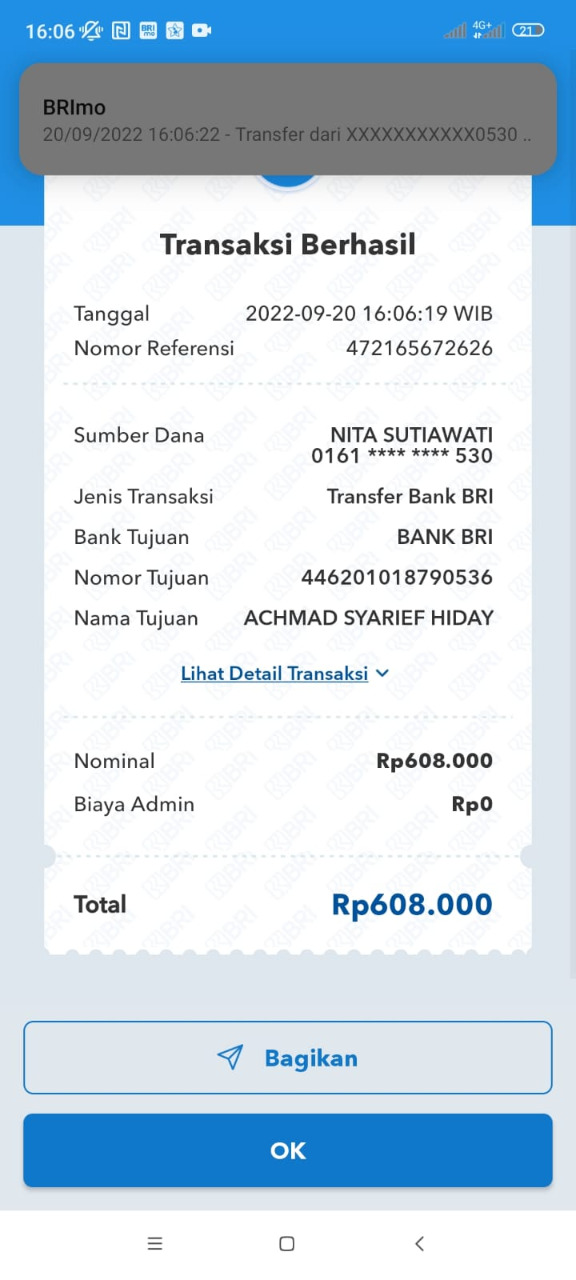 16:06 4G+ 21
BRImo
20/09/2022 16:06:22 - Transfer dari XXXXXXXXXXX0530 ..
Transaksi Berhasil
Tanggal 2022-09-20 16:06:19 WIB
Nomor Referensi 472165672626
Sumber Dana NITA SUTIAWATI
0161 **** **** 530
Jenis Transaksi Transfer Bank BRI
Bank Tujuan BANK BRI
Nomor Tujuan 446201018790536
Nama Tujuan ACHMAD SYARIEF HIDAY
Lihat Detail Transaksi
Nominal Rp608.000
Biaya Admin Rp0
Total Rp608.000
Bagikan
OK